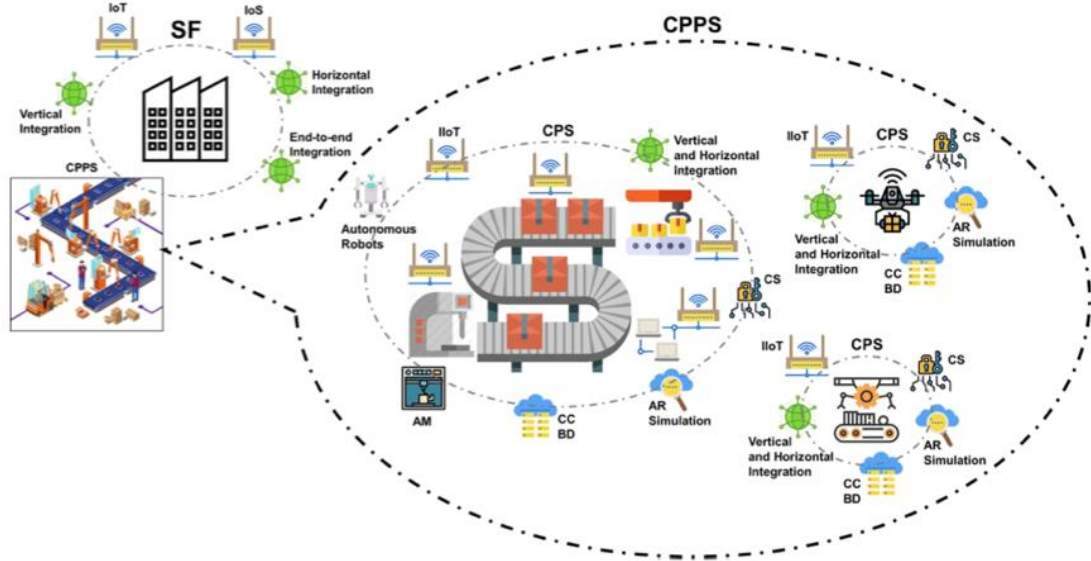 IoT
SF
IoS
Vertical
Integration
Horizontal
Integration
End-to-end
Integration
CPPS
CPPS
IIoT
CPS
Vertical
and Horizontal
Integration
Autonomous
Robots
CS
AM
CC
BD
AR
Simulation
IIoT
CPS
CS
Vertical
and Horizontal
Integration
AR
Simulation
CC
BD
IIoT
CPS
CS
Vertical
and Horizontal
Integration
AR
Simulation
CC
BD